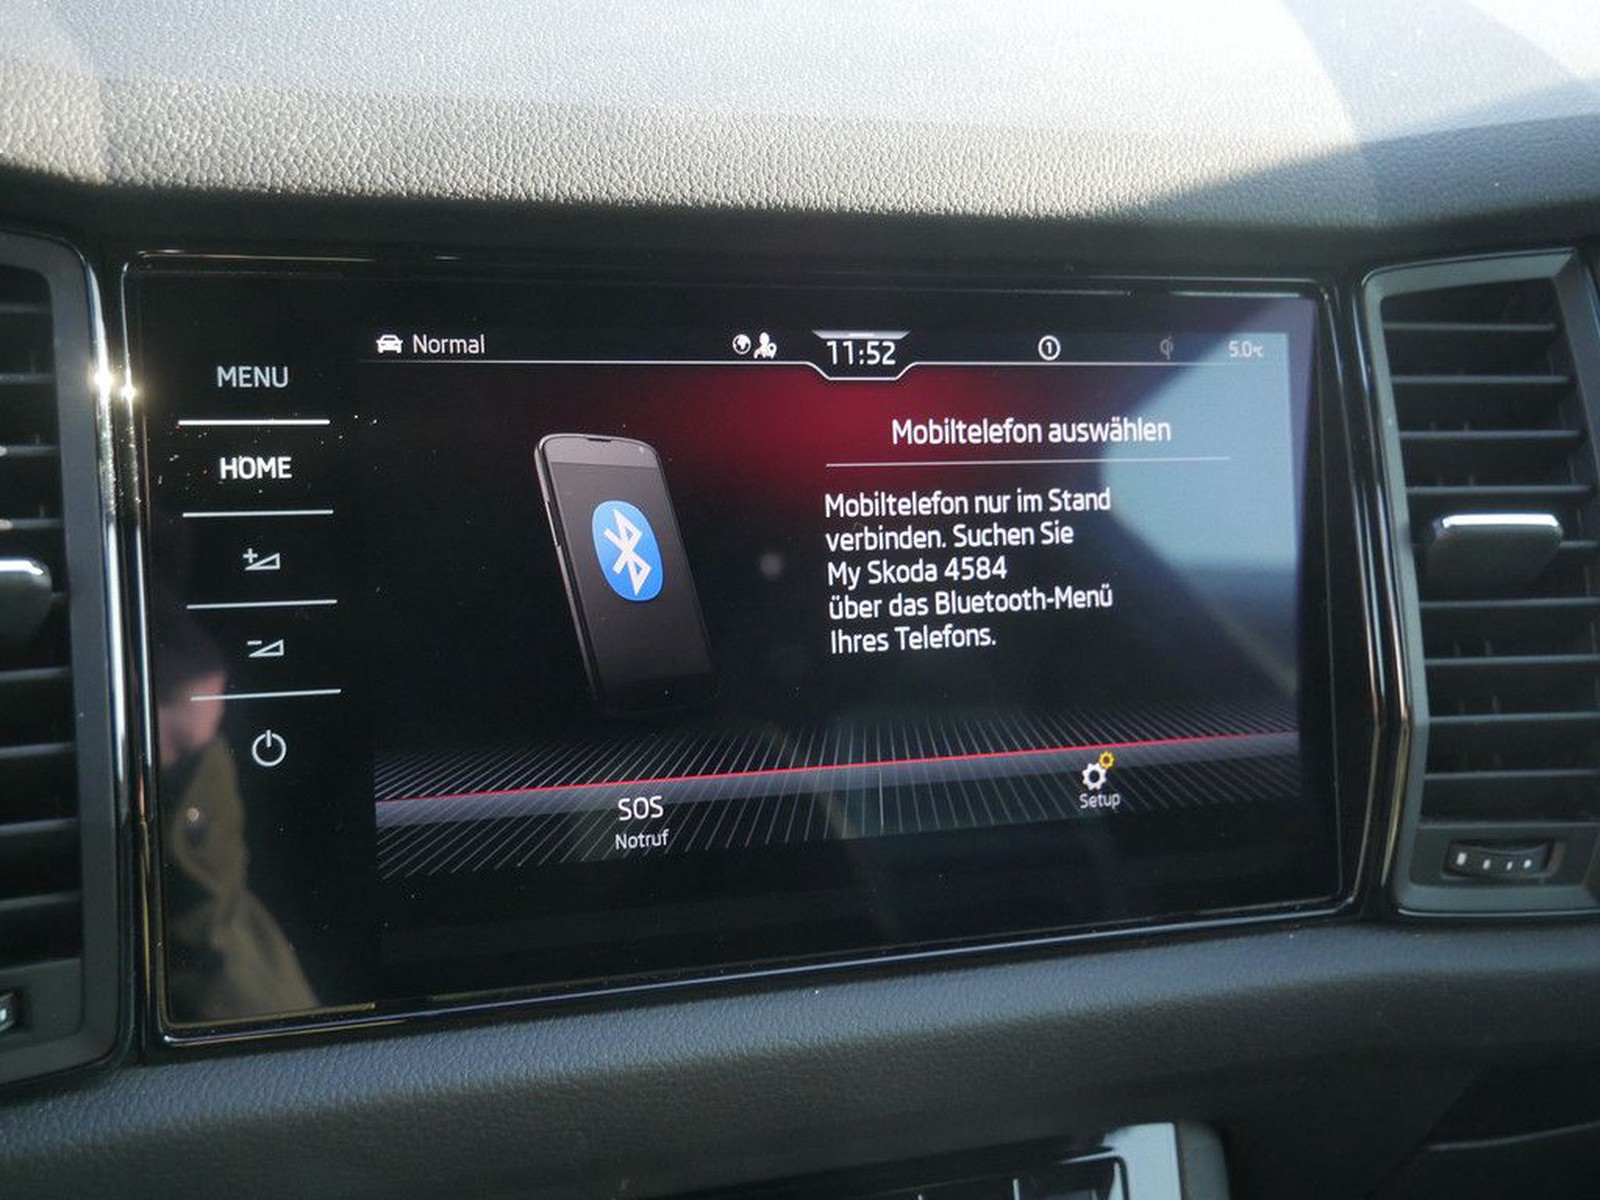 Normal
11:52
1
5.0°C
MENU
HOME
Mobiltelefon auswählen
Mobiltelefon nur im Stand
verbinden. Suchen Sie
My Skoda 4584
über das Bluetooth-Menü
Ihres Telefons.
SOS
Notruf
Setup